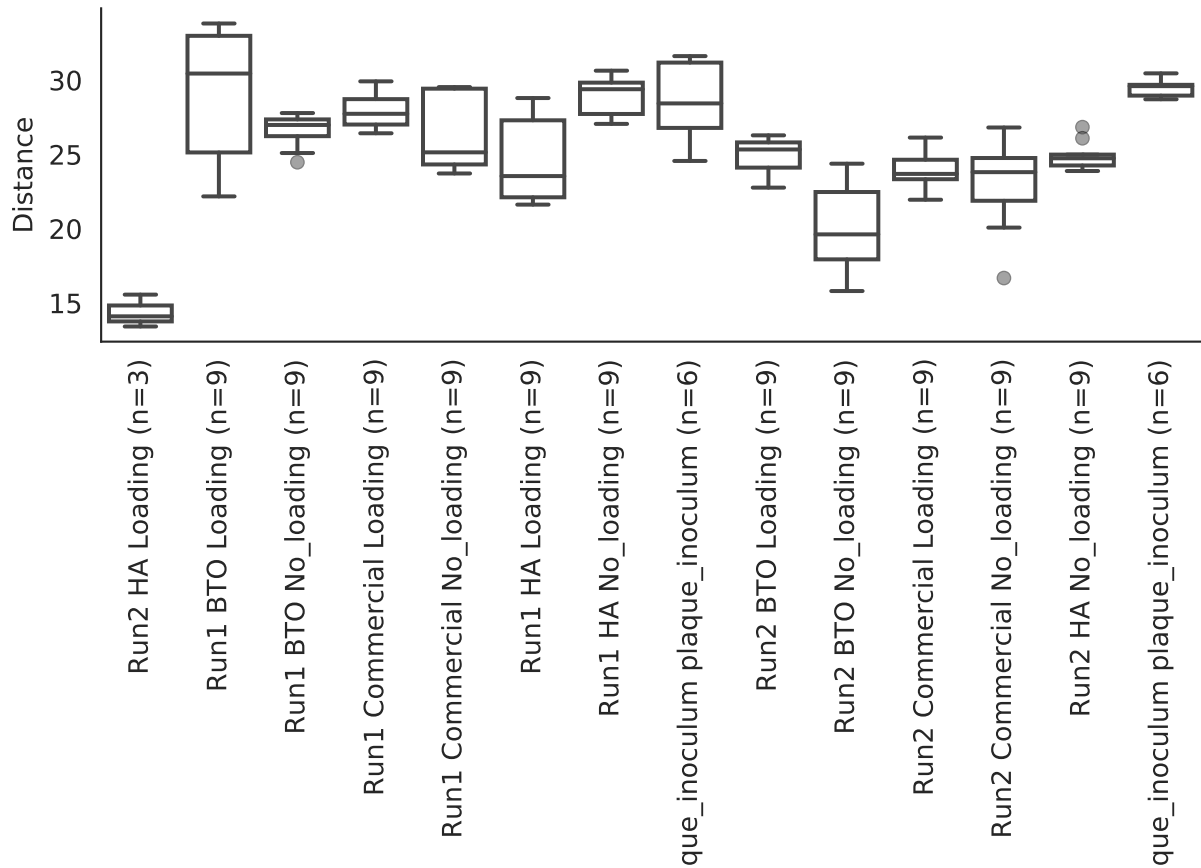 Distance
30
25
20
15
Run2 HA Loading (n=3)
Run1 BTO Loading (n=9)
Run1 BTO No_loading (n=9)
Run1 Commercial Loading (n=9)
Run1 Commercial No_loading (n=9)
Run1 HA Loading (n=9)
Run1 HA No_loading (n=9)
que_inoculum plaque_inoculum (n=6)
Run2 BTO Loading (n=9)
Run2 BTO No_loading (n=9)
Run2 Commercial Loading (n=9)
Run2 Commercial No_loading (n=9)
Run2 HA No_loading (n=9)
que_inoculum plaque_inoculum (n=6)